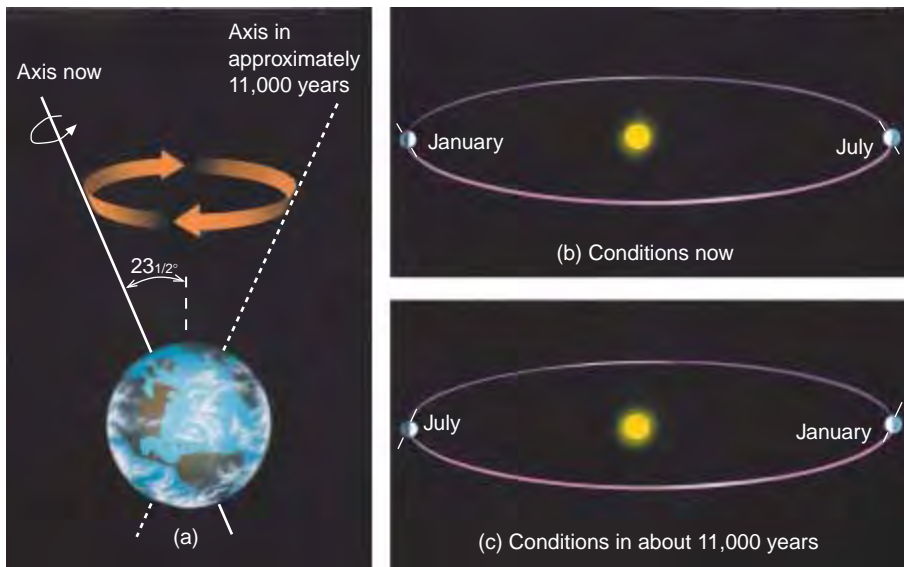 Axis now
Axis in
approximately
11,000 years
23 1/2°
(a)
January
July
(b) Conditions now
July
January
(c) Conditions in about 11,000 years